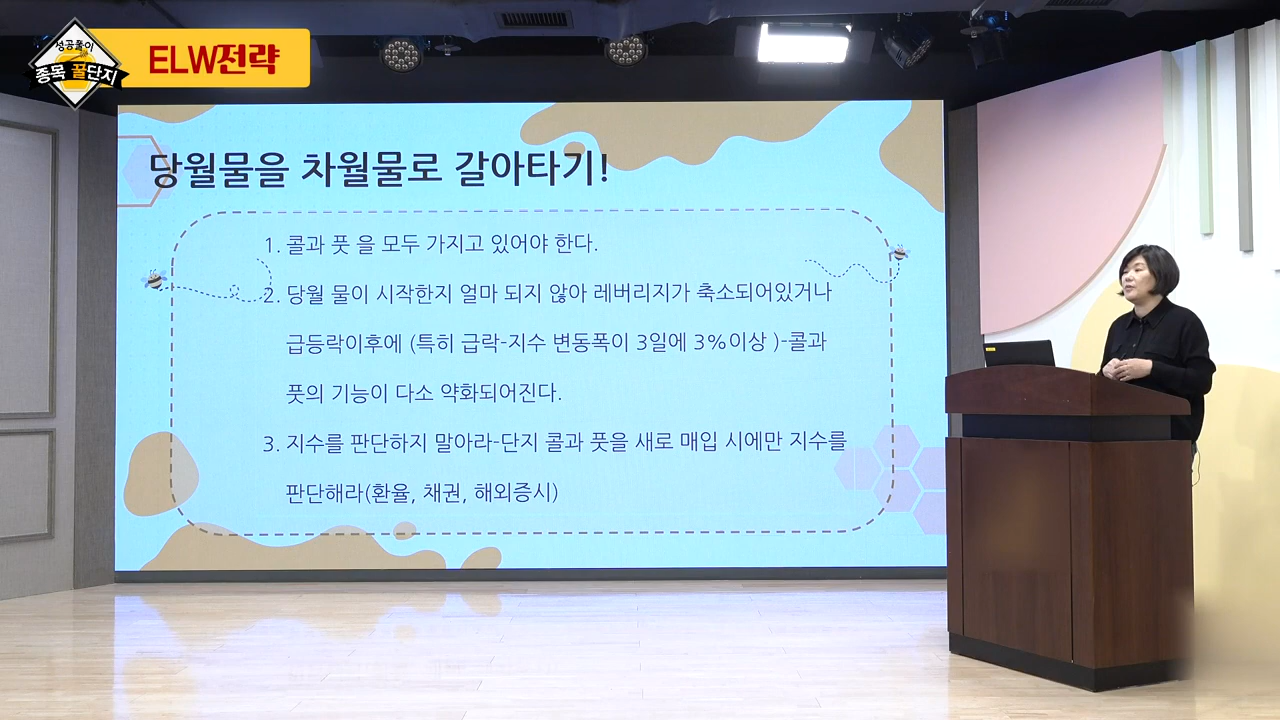 성공풀이
종목 꿀단지
ELW전략
당월물을 차월물로 갈아타기!
1. 콜과 풋 을 모두 가지고 있어야 한다.
2. 당월 물이 시작한지 얼마 되지 않아 레버리지가 축소되어있거나
급등락이후에 (특히 급락-지수 변동폭이 3일에 3%이상 )-콜과
풋의 기능이 다소 약화되어진다.
3. 지수를 판단하지 말아라-단지 콜과 풋을 새로 매입 시에만 지수를
판단해라(환율, 채권, 해외증시)